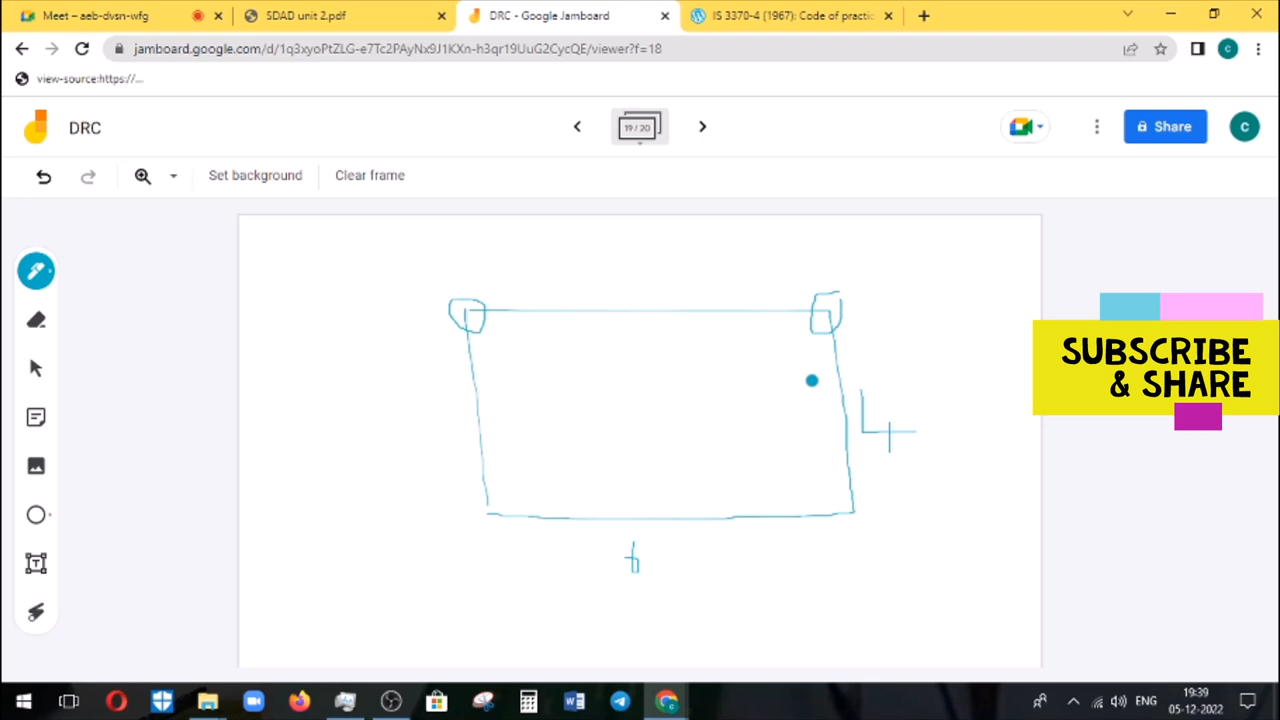 Meet – aeb-dvsn-wfg
SDAD unit 2.pdf
DRC - Google Jamboard
IS 3370-4 (1967): Code of practic
jamboard.google.com/d/1q3xyoPtZLG-e7Tc2PAyNx9J1KXn-h3qr19UuG2CycQE/viewer?f=18
view-source:https://...
DRC
19 / 20
Share
C
Set background
Clear frame
SUBSCRIBE
& SHARE
ENG
19:39
05-12-2022